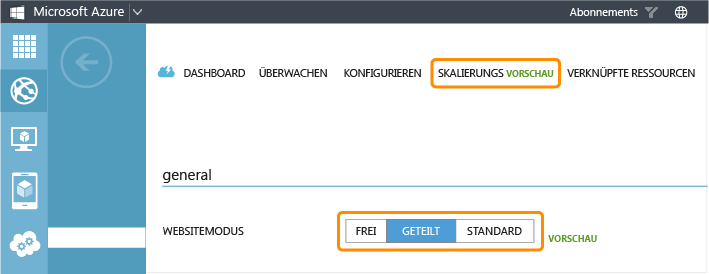 Microsoft Azure Abonnements
DASHBOARD ÜBERWACHEN KONFIGURIEREN SKALIERUNGS VORSCHAU VERKNÜPFTE RESSOURCEN
general
WEBSITEMODUS FREI GETEILT STANDARD VORSCHAU